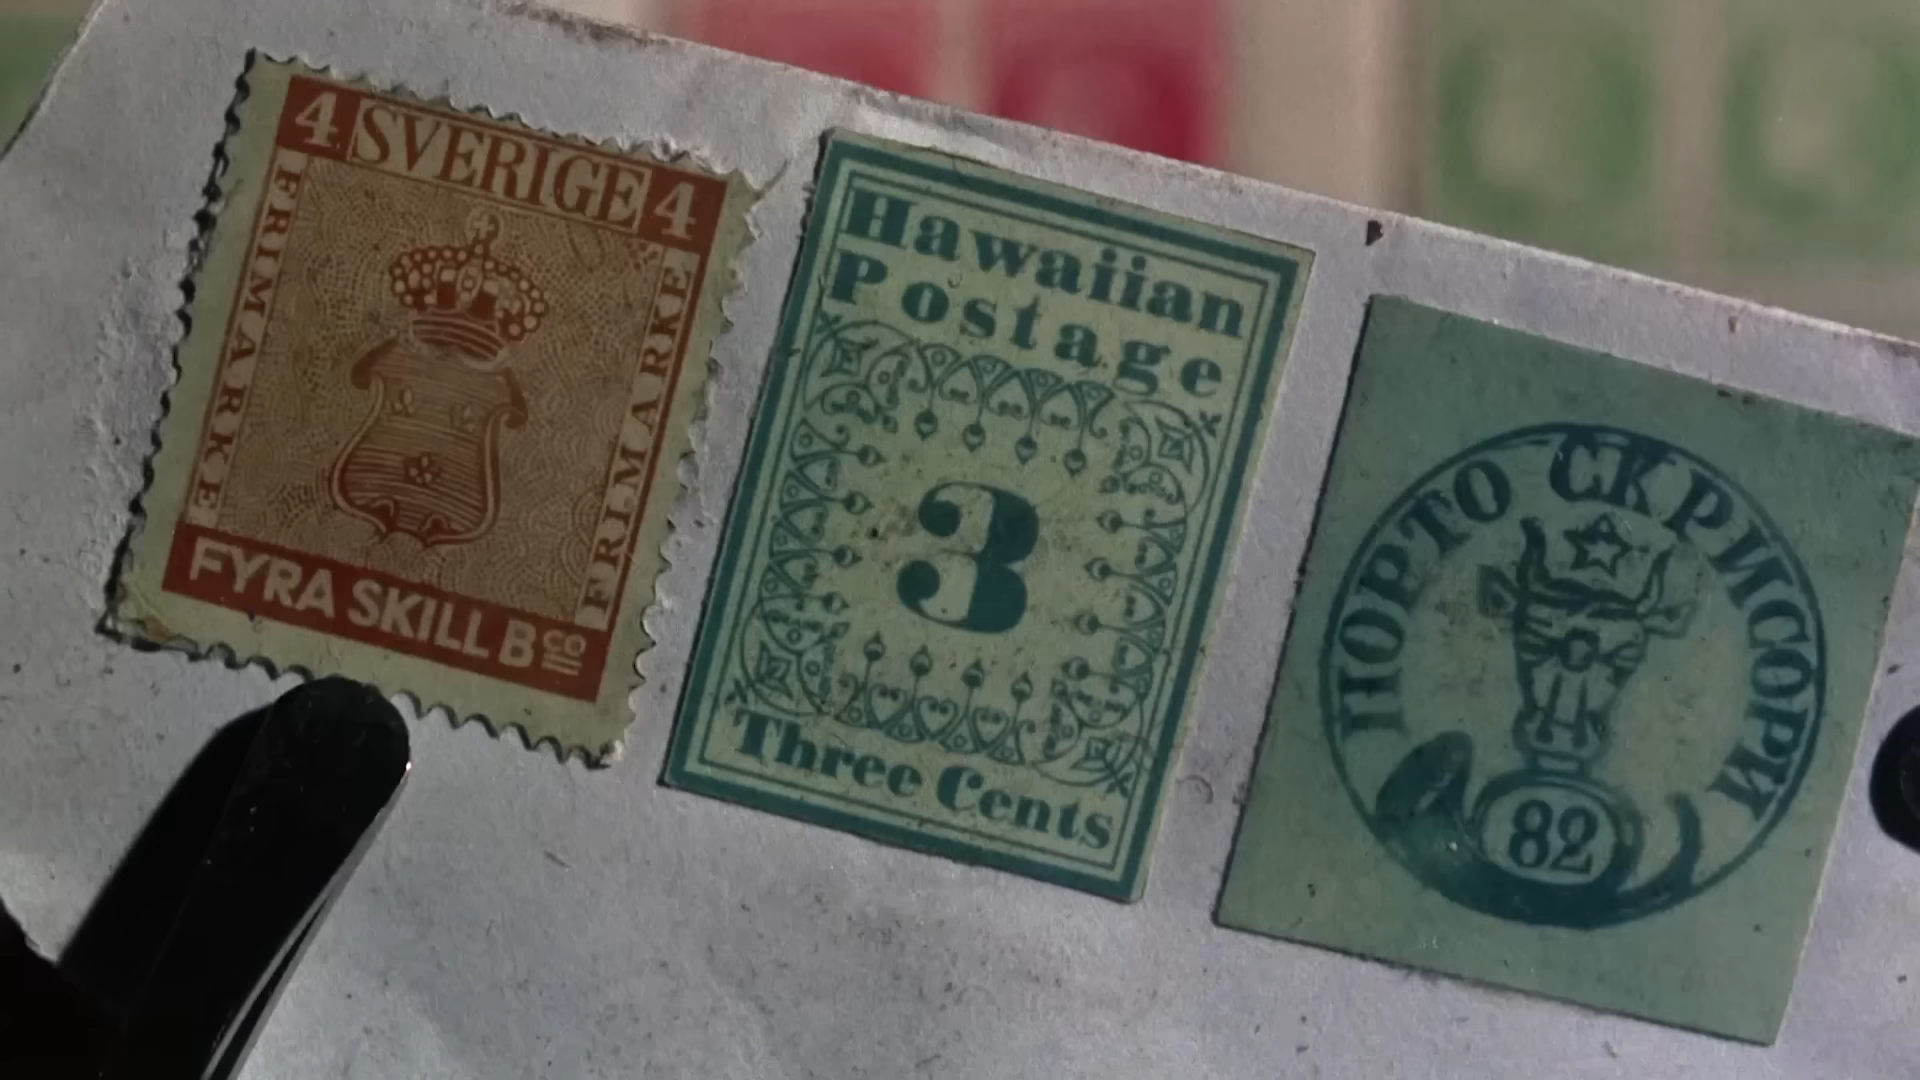 4 SVERIGE 4
FRIMARKE
FRIMARKE
FYRA SKILL Bco
Hawaiian
Postage
3
Three Cents
ПОРТО СКРИСОРИ
82